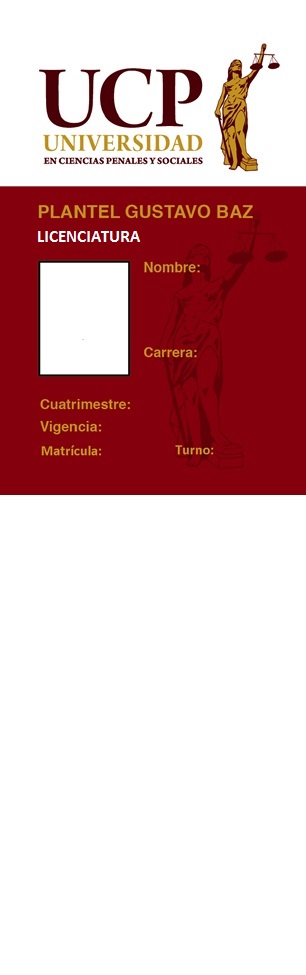 UCP
UNIVERSIDAD
EN CIENCIAS PENALES Y SOCIALES
PLANTEL GUSTAVO BAZ
LICENCIATURA
Nombre:
Carrera:
Cuatrimestre:
Vigencia:
Matrícula: Turno: